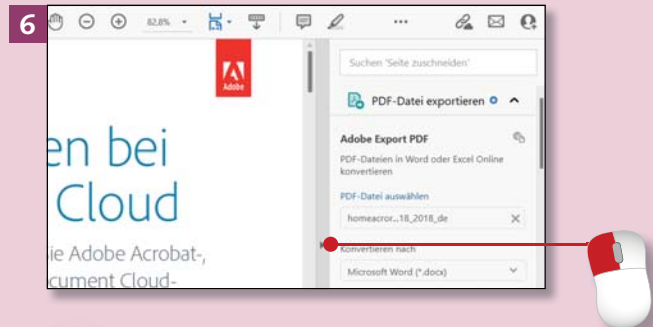 6
82,8%
Suchen 'Seite zuschneiden'
Adobe
PDF-Datei exportieren
en bei
Cloud
Adobe Export PDF
PDF-Dateien in Word oder Excel Online
konvertieren
PDF-Datei auswählen
homeacror...18_2018_de
ie Adobe Acrobat-,
cument Cloud-
Konvertieren nach
Microsoft Word (*.docx)